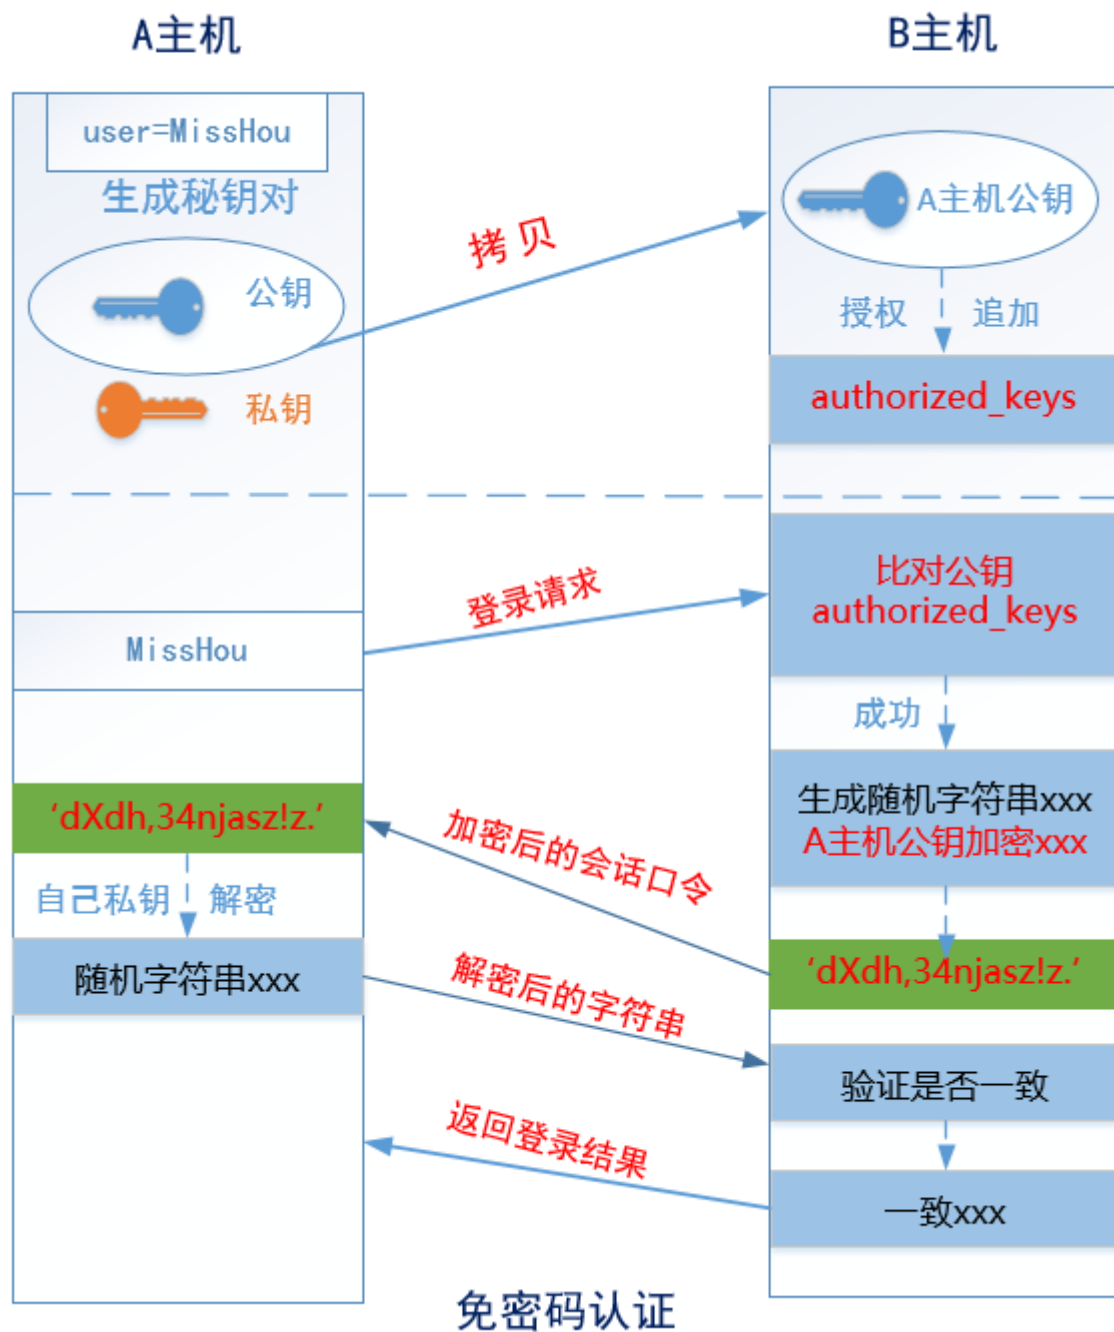 A主机
B主机
user=MissHou
生成秘钥对
公钥
私钥
拷贝
A主机公钥
授权 追加
authorized_keys
登录请求
比对公钥
authorized_keys
MissHou
成功
生成随机字符串xxx
A主机公钥加密xxx
‘dXdh,34njasz!z.’
加密后的会话口令
自己私钥 解密
‘dXdh,34njasz!z.’
随机字符串xxx
解密后的字符串
验证是否一致
返回登录结果
一致xxx
免密码认证